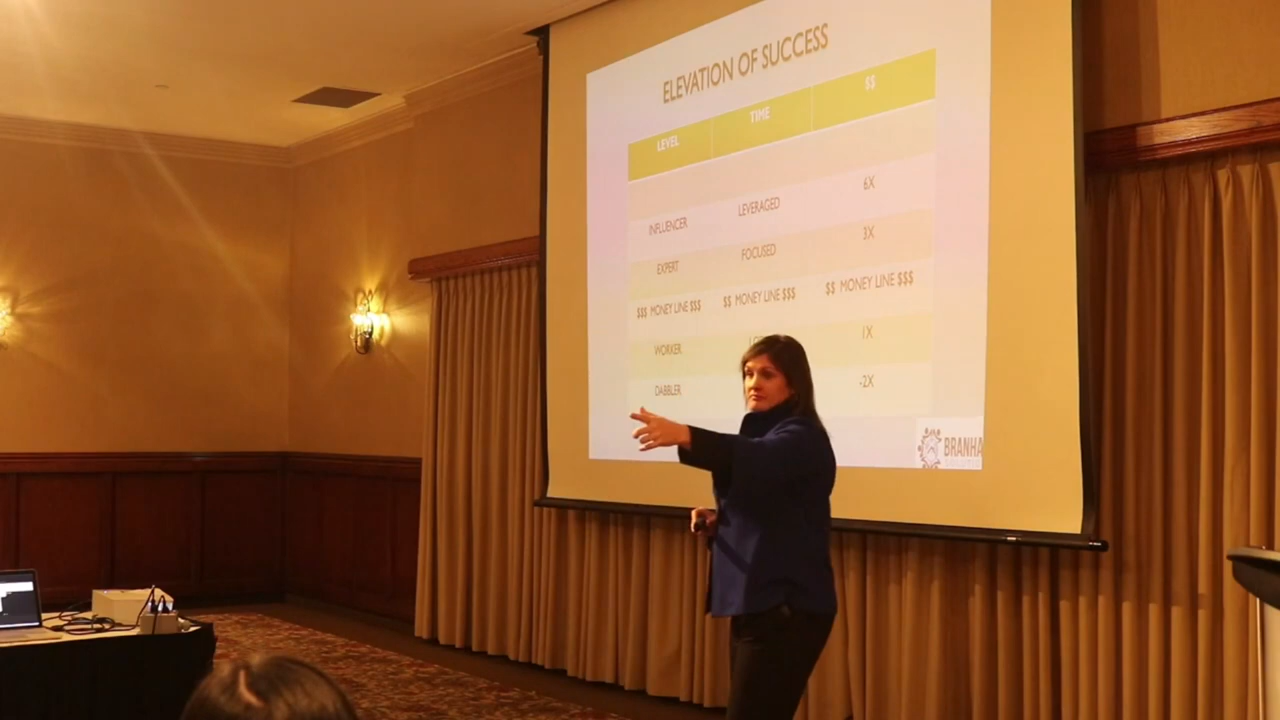 ELEVATION OF SUCCESS
LEVEL TIME $$
6X
INFLUENCER LEVERAGED
3X
EXPERT FOCUSED
$$$ MONEY LINE $$$ $$ MONEY LINE $$$ $$ MONEY LINE $$$
WORKER 1X
DABBLER -2X
BRANHA